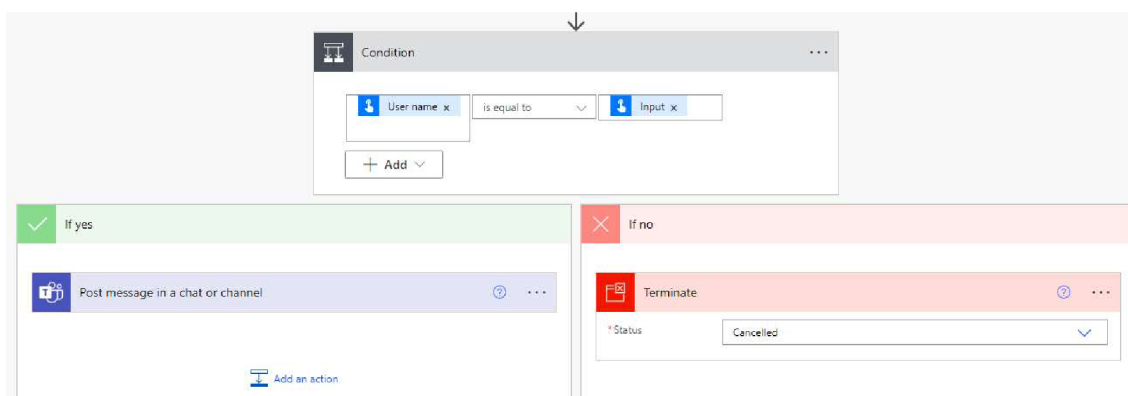 Condition
User name x is equal to Input x
Add
If yes
If no
Post message in a chat or channel
Terminate
*Status Cancelled
Add an action